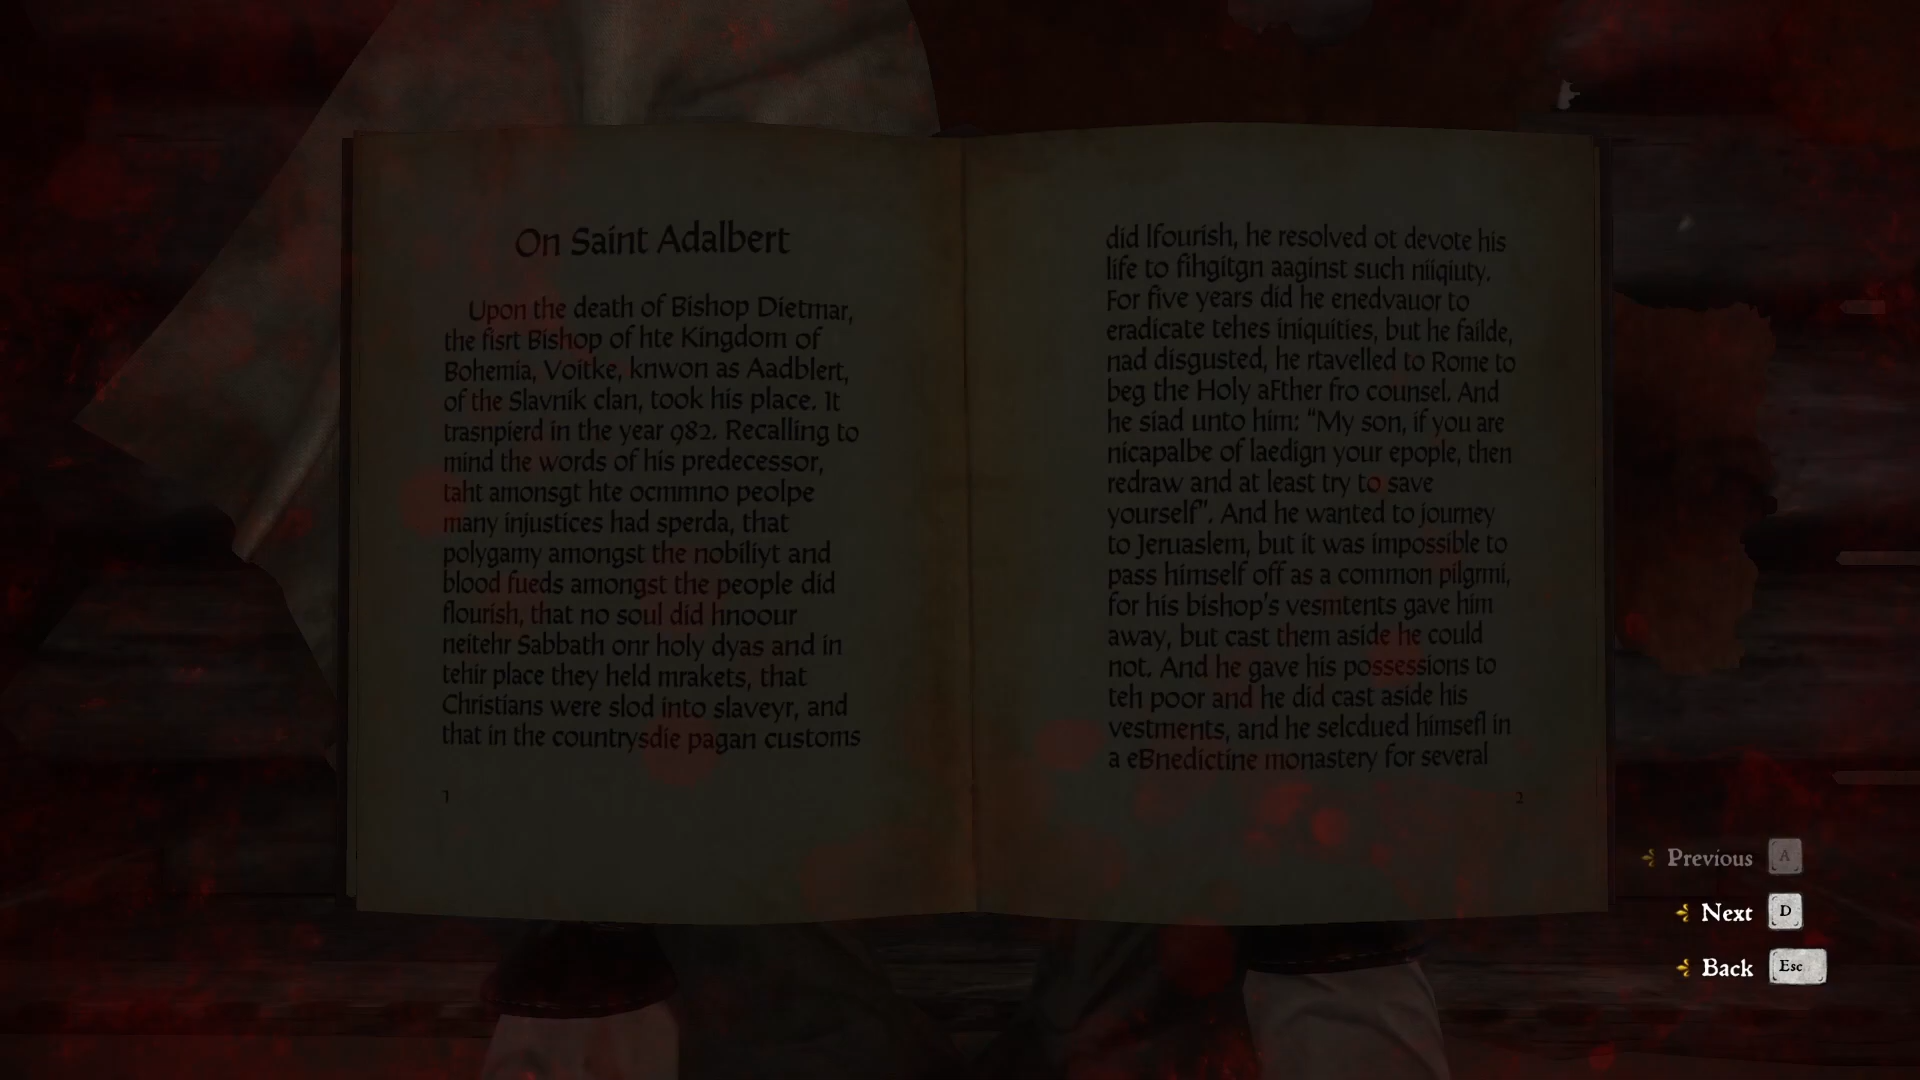 On Saint Adalbert
Upon the death of Bishop Dietmar,
the fisrt Bishop of hte Kingdom of
Bohemia, Voitke, knwon as Aadblert,
of the Slavnik clan, took his place. It
trasnpierd in the year 982. Recalling to
mind the words of his predecessor,
taht amonsgt hte ocmmno peolpe
many injustices had sperda, that
polygamy amongst the nobiliyt and
blood fueds amongst the people did
flourish, that no soul did hnoour
neitehr Sabbath onr holy dyas and in
tehir place they held mrakets, that
Christians were slod into slaveyr, and
that in the countrysdie pagan customs
1
did lfourish, he resolved ot devote his
life to fihgitgn aaginst such niiqiuty.
For five years did he enedvauor to
eradicate tehes iniquities, but he failde,
nad disgusted, he rtavelled to Rome to
beg the Holy aFther fro counsel. And
he siad unto him: “My son, if you are
nicapalbe of laedign your epople, then
redraw and at least try to save
yourself”. And he wanted to journey
to Jeruaslem, but it was impossible to
pass himself off as a common pilgrmi,
for his bishop's vesmtents gave him
away, but cast them aside he could
not. And he gave his possessions to
teh poor and he did cast aside his
vestments, and he selcdued himsefl in
a eBnedictine monastery for several
2
Previous A
Next D
Back Esc